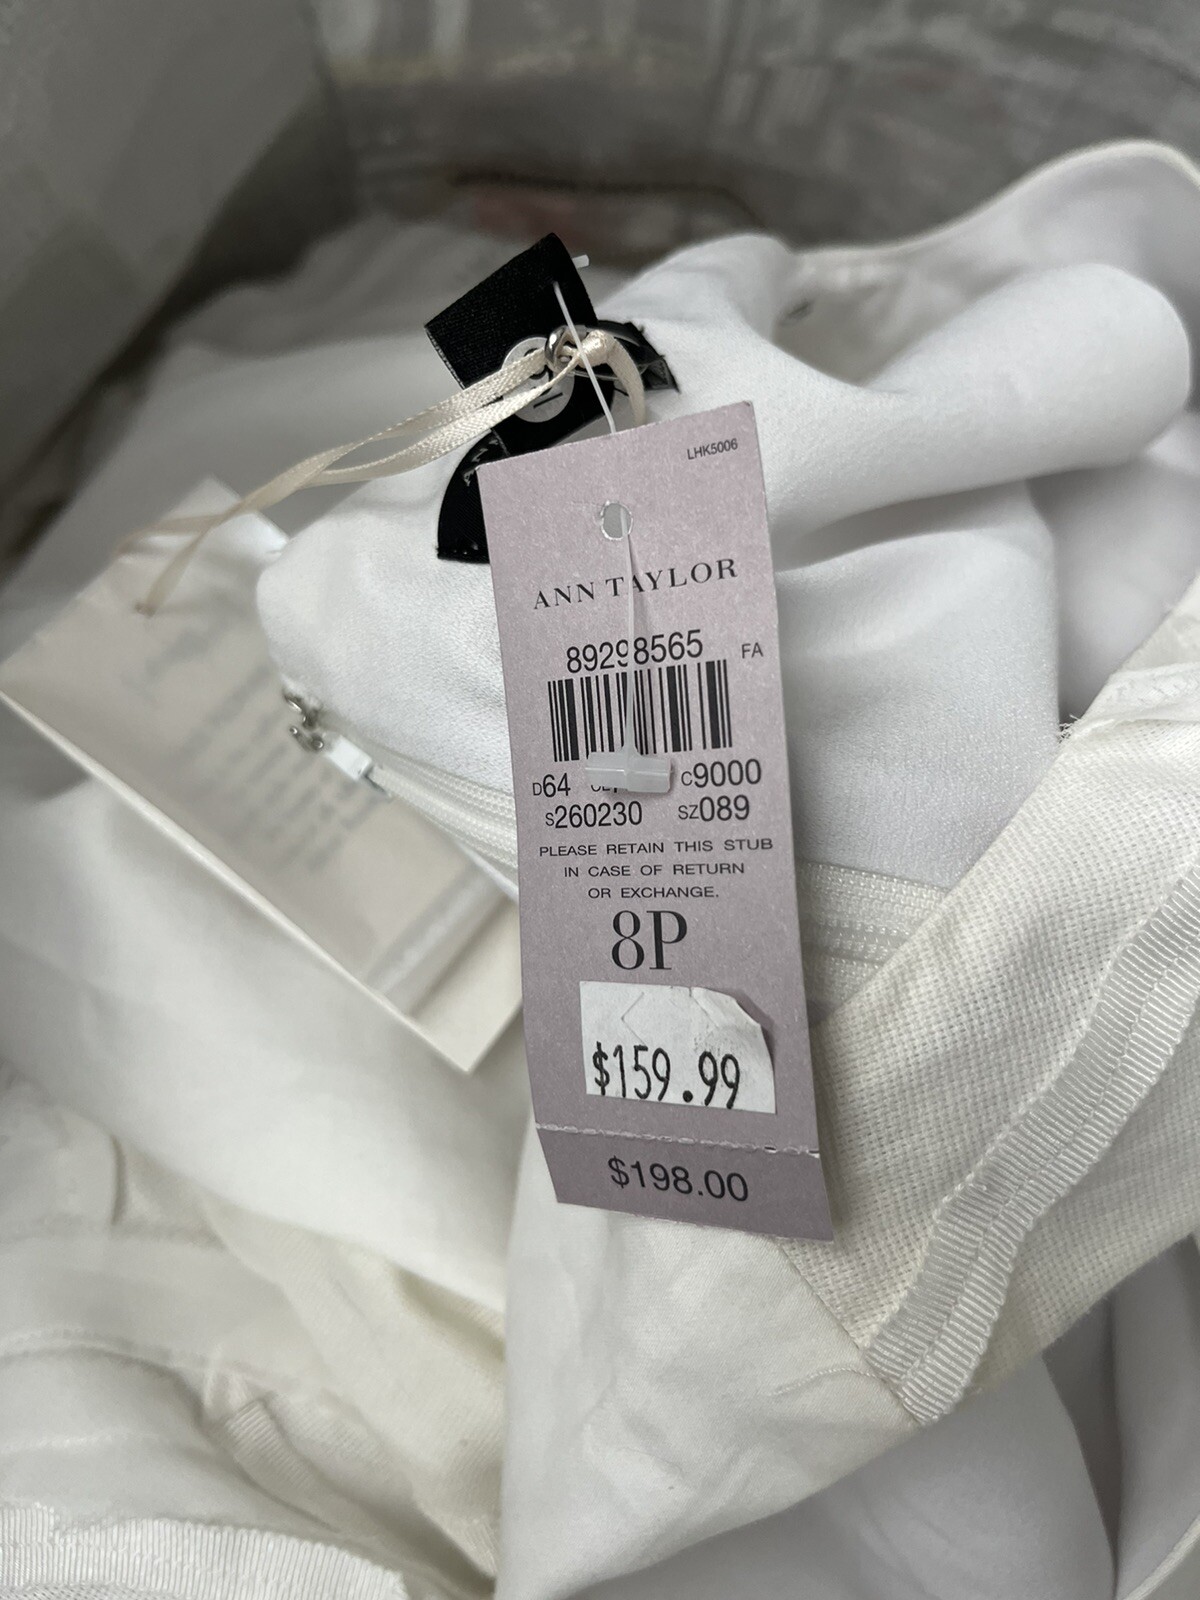 LHK5006
ANN TAYLOR
89298565 FA
D64 C9000
S260230 SZ089
PLEASE RETAIN THIS STUB
IN CASE OF RETURN
OR EXCHANGE.
8P
$159.99
$198.00